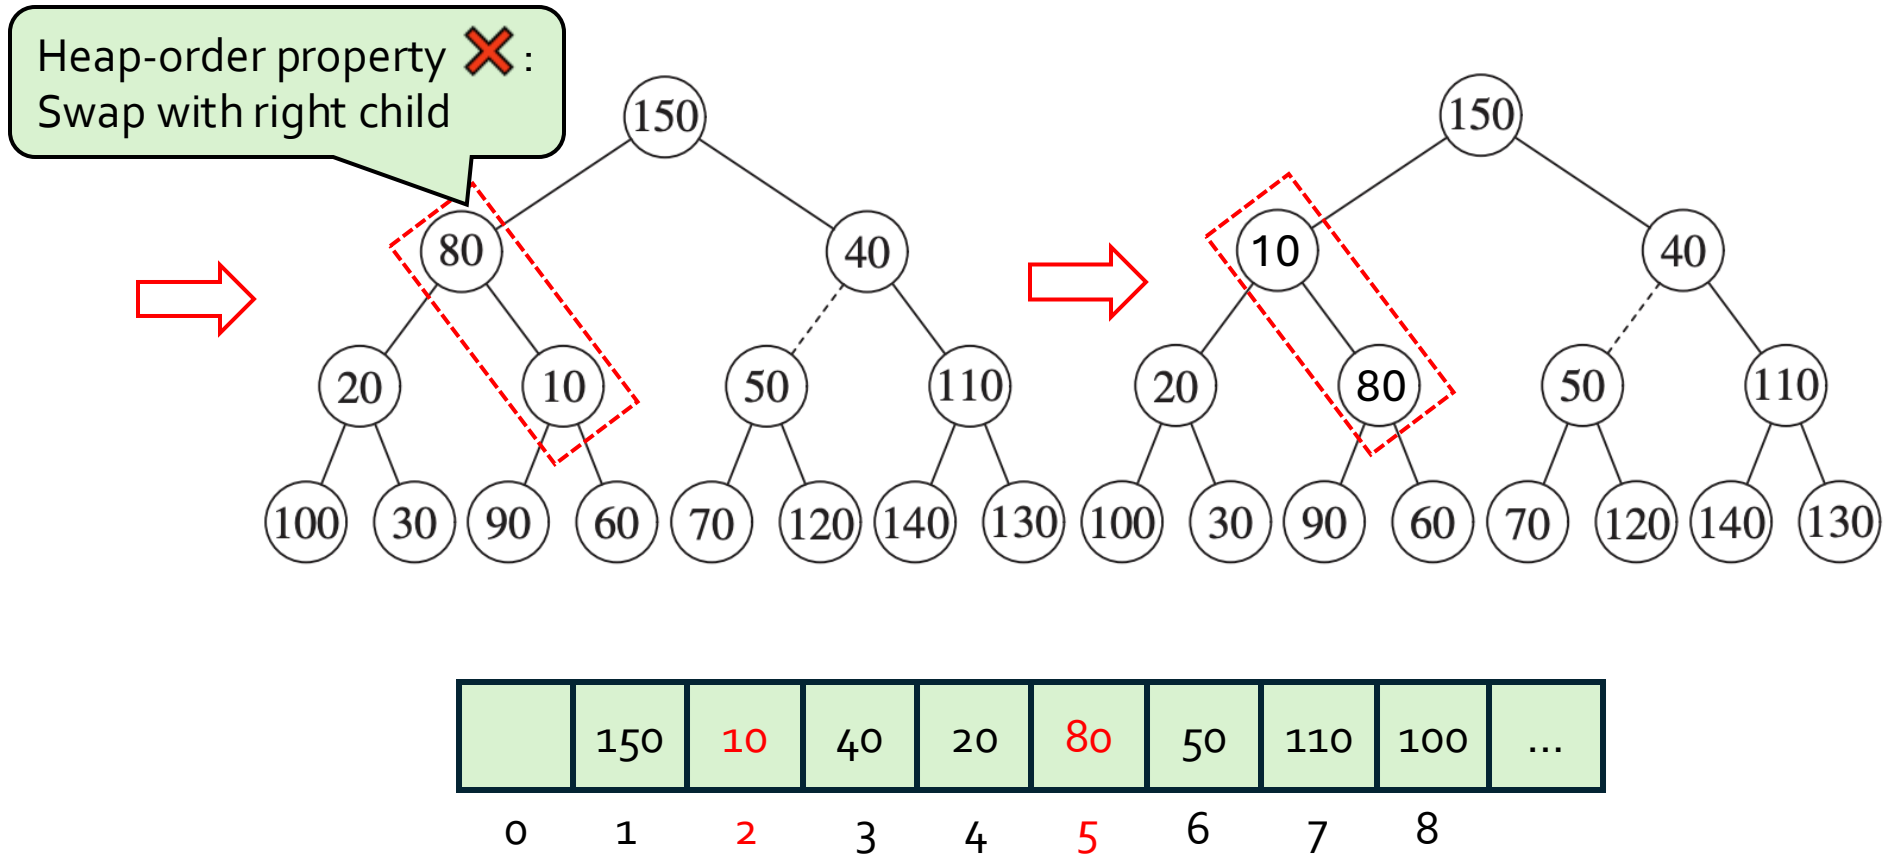 Heap-order property ❌ :
Swap with right child
150
80 40
20 10 50 110
100 30 90 60 70 120 140 130
150
10 40
20 80 50 110
100 30 90 60 70 120 140 130
150 10 40 20 80 50 110 100 ...
0 1 2 3 4 5 6 7 8